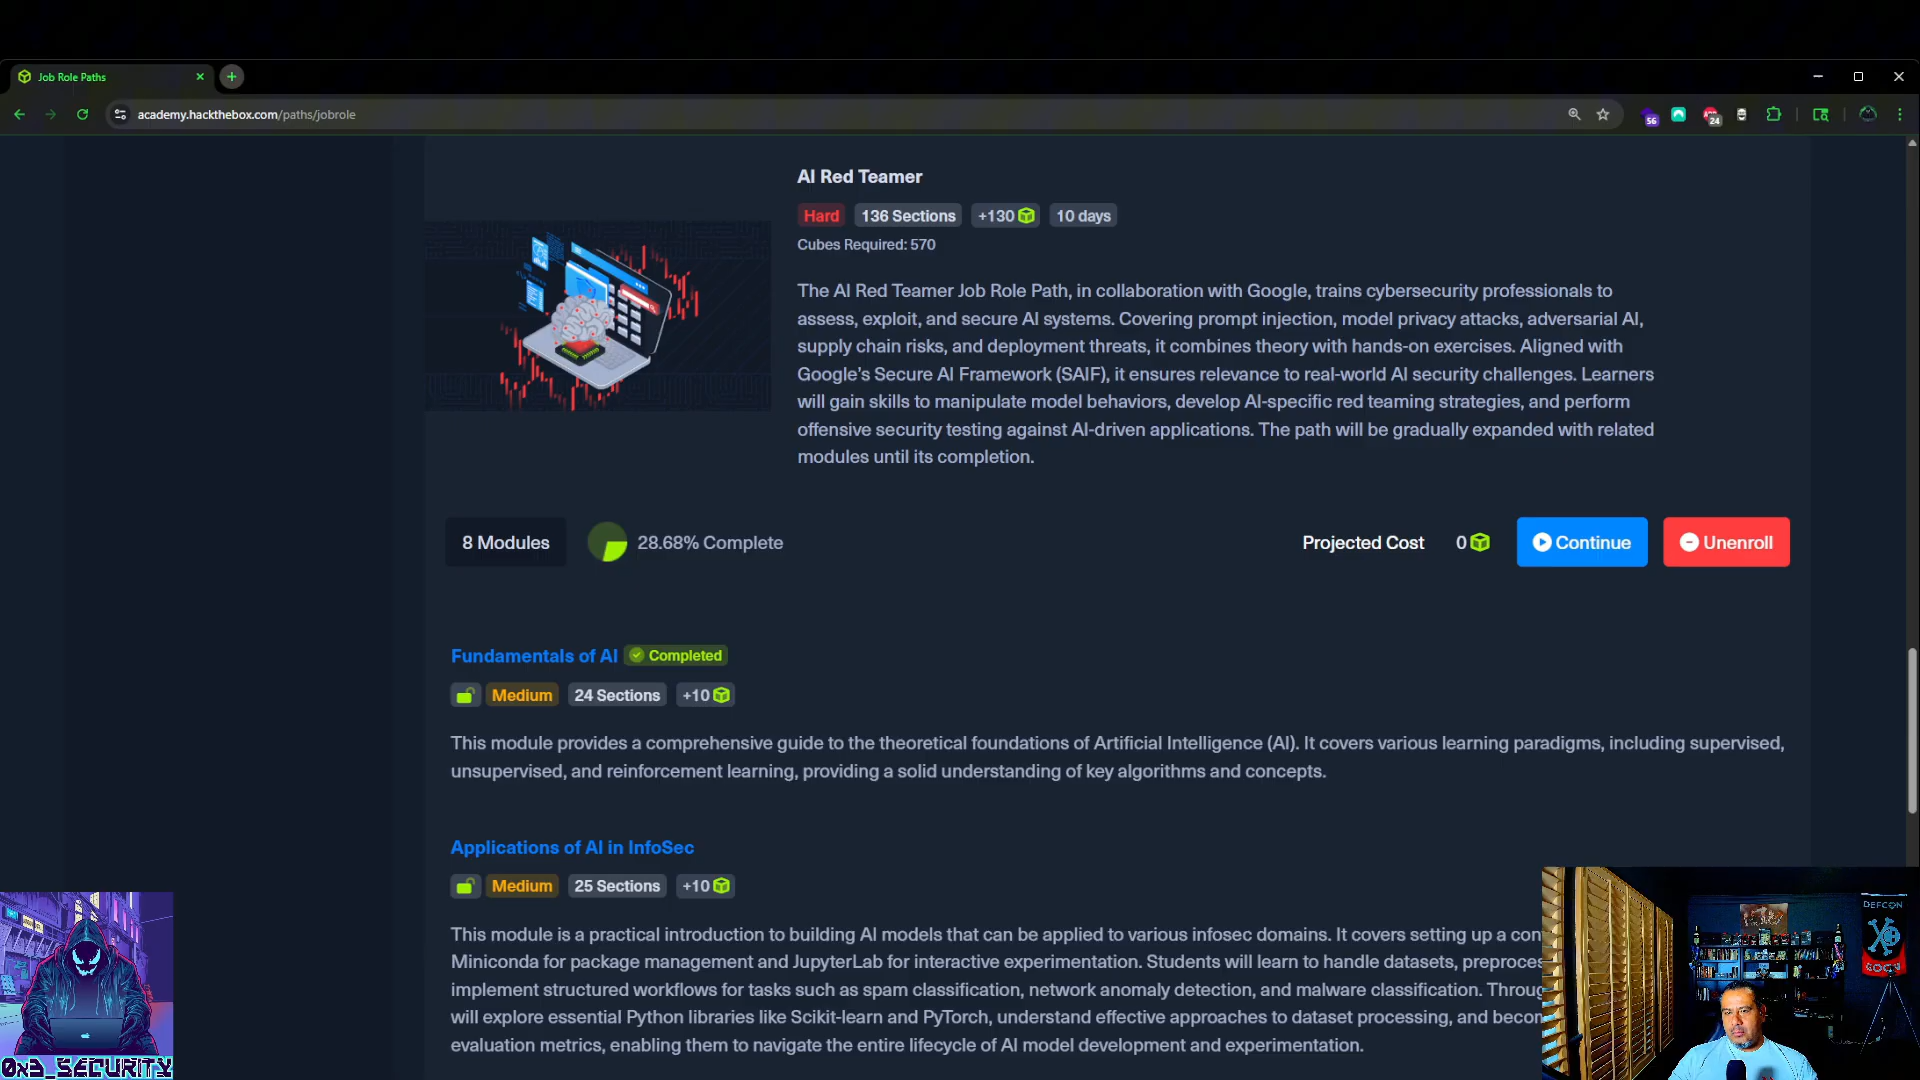 Job Role Paths
academy.hackthebox.com/paths/jobrole
56
24
AI Red Teamer
Hard 136 Sections +130 10 days
Cubes Required: 570
The AI Red Teamer Job Role Path, in collaboration with Google, trains cybersecurity professionals to
assess, exploit, and secure AI systems. Covering prompt injection, model privacy attacks, adversarial AI,
supply chain risks, and deployment threats, it combines theory with hands-on exercises. Aligned with
Google's Secure AI Framework (SAIF), it ensures relevance to real-world AI security challenges. Learners
will gain skills to manipulate model behaviors, develop AI-specific red teaming strategies, and perform
offensive security testing against AI-driven applications. The path will be gradually expanded with related
modules until its completion.
8 Modules 28.68% Complete Projected Cost 0 Continue Unenroll
Fundamentals of AI Completed
Medium 24 Sections +10
This module provides a comprehensive guide to the theoretical foundations of Artificial Intelligence (AI). It covers various learning paradigms, including supervised,
unsupervised, and reinforcement learning, providing a solid understanding of key algorithms and concepts.
Applications of AI in InfoSec
Medium 25 Sections +10
This module is a practical introduction to building AI models that can be applied to various infosec domains. It covers setting up a con
Miniconda for package management and JupyterLab for interactive experimentation. Students will learn to handle datasets, preproces
implement structured workflows for tasks such as spam classification, network anomaly detection, and malware classification. Throug
will explore essential Python libraries like Scikit-learn and PyTorch, understand effective approaches to dataset processing, and becom
evaluation metrics, enabling them to navigate the entire lifecycle of AI model development and experimentation.
0x3_SECURITY
DEFCON